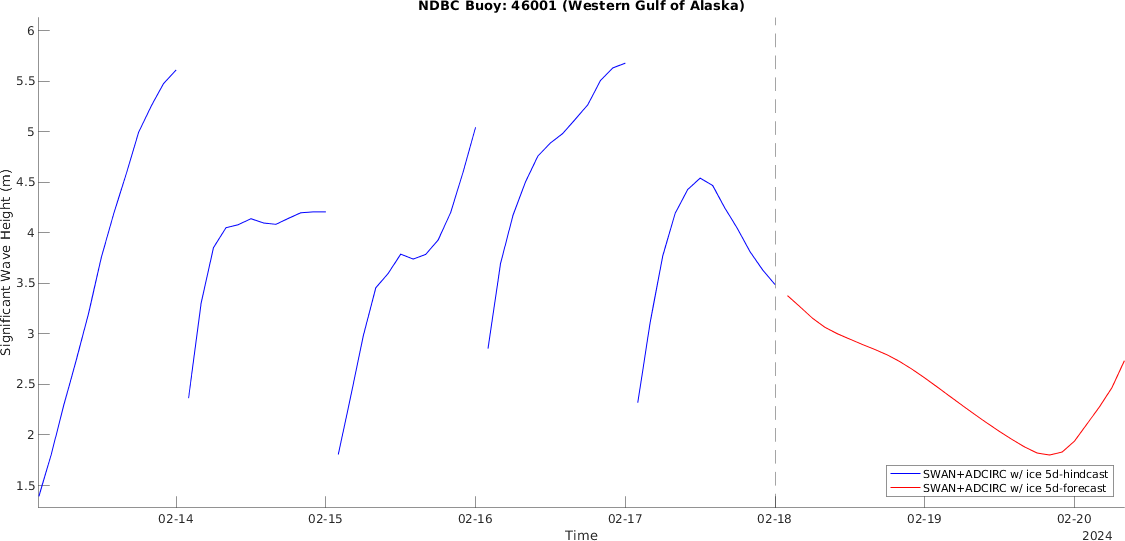 NDBC Buoy: 46001 (Western Gulf of Alaska)
6
5.5
5
4.5
4
3.5
3
2.5
2
1.5
Significant Wave Height (m)
02-14 02-15 02-16 02-17 02-18 02-19 02-20
Time
2024
SWAN+ADCIRC w/ ice 5d-hindcast
SWAN+ADCIRC w/ ice 5d-forecast